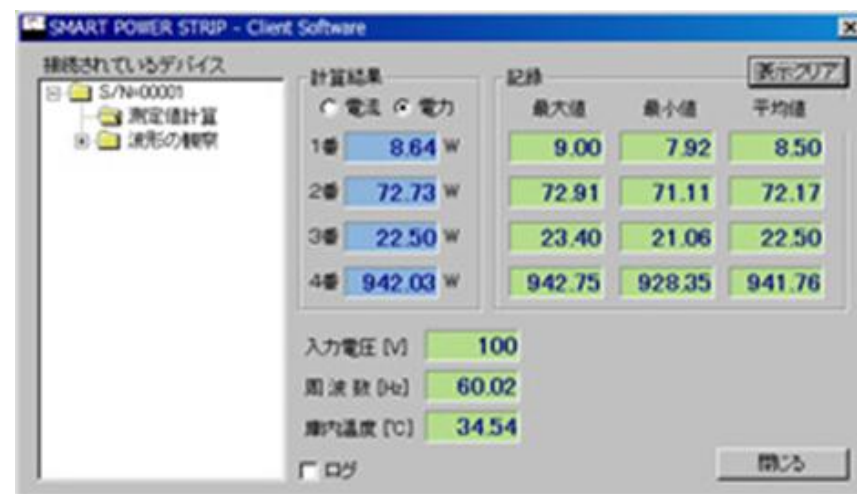 SMART POWER STRIP - Client Software
接続されているデバイス
S/N=00001
測定値計算
波形の観察
計算結果
電流 電力
1番 8.64 W
2番 72.73 W
3番 22.50 W
4番 942.03 W
記録
表示クリア
最大値 最小値 平均値
9.00 7.92 8.50
72.91 71.11 72.17
23.40 21.06 22.50
942.75 928.35 941.76
入力電圧 [V] 100
周波数 [Hz] 60.02
庫内温度 [℃] 34.54
ログ
閉じる